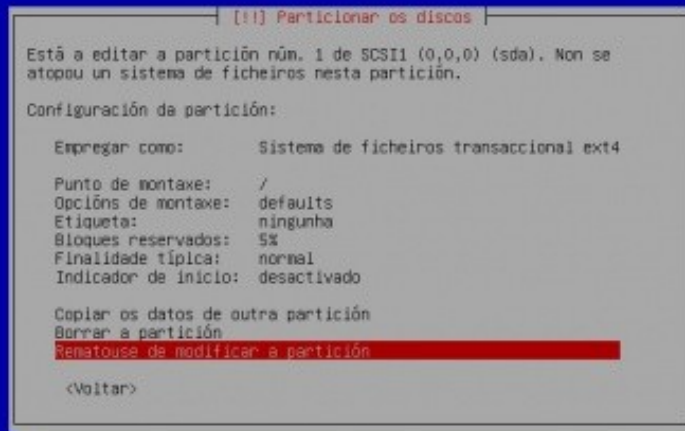 [!!] Particionar os discos
Está a editar a partición núm. 1 de SCSI1 (0,0,0) (sda). Non se
atopou un sistema de ficheiros nesta partición.
Configuración da partición:
Empregar como: Sistema de ficheiros transaccional ext4
Punto de montaxe: /
Opcións de montaxe: defaults
Etiqueta: ningunha
Bloques reservados: 5%
Finalidade típica: normal
Indicador de inicio: desactivado
Copiar os datos de outra partición
Borrar a partición
Rematouse de modificar a partición
<Voltar>